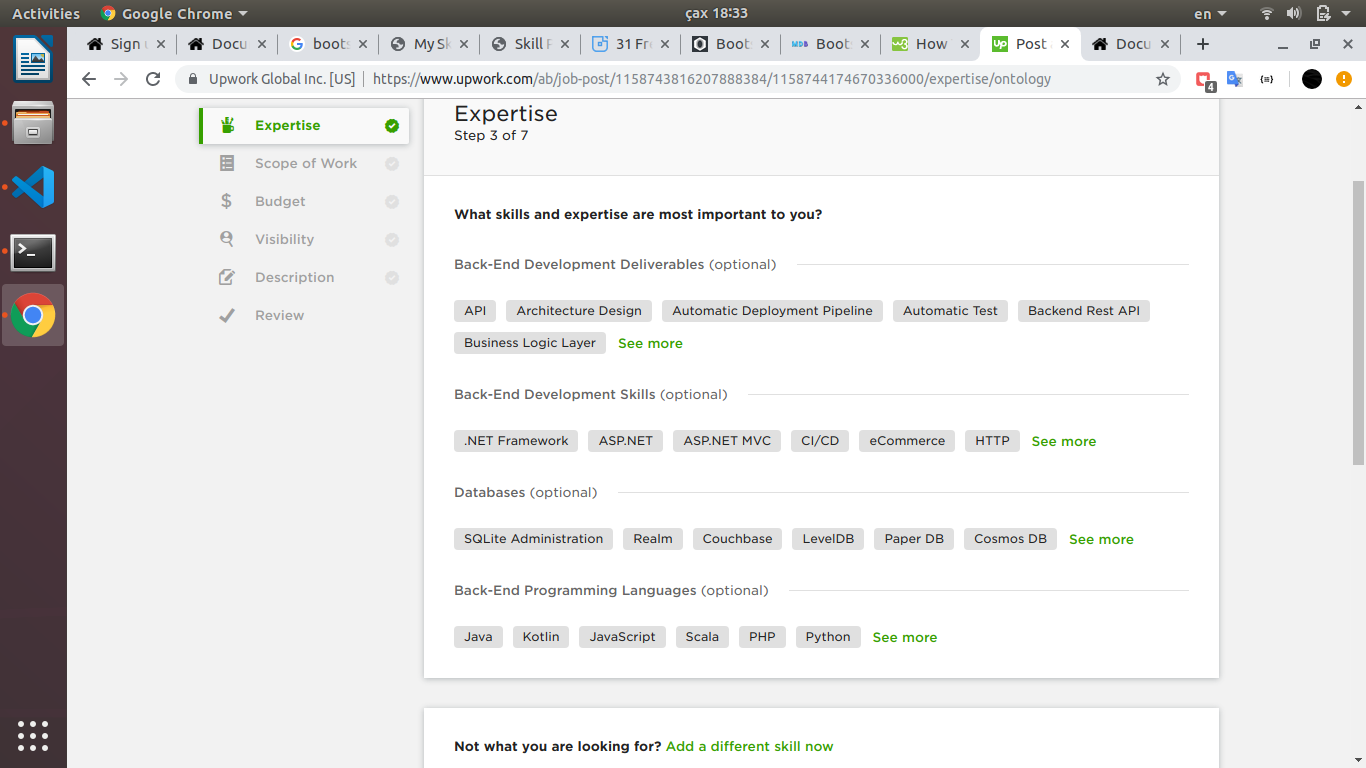 Activities Google Chrome çax 18:33 en
Sign Docu boots My Sk Skill P 31 Fre Boots MDB Boots w3 How Up Post Docu
Upwork Global Inc. [US] https://www.upwork.com/ab/job-post/1158743816207888384/1158744174670336000/expertise/ontology 4
Expertise
Scope of Work
$ Budget
Visibility
Description
Review
Expertise
Step 3 of 7
What skills and expertise are most important to you?
Back-End Development Deliverables (optional)
API Architecture Design Automatic Deployment Pipeline Automatic Test Backend Rest API
Business Logic Layer See more
Back-End Development Skills (optional)
.NET Framework ASP.NET ASP.NET MVC CI/CD eCommerce HTTP See more
Databases (optional)
SQLite Administration Realm Couchbase LevelDB Paper DB Cosmos DB See more
Back-End Programming Languages (optional)
Java Kotlin JavaScript Scala PHP Python See more
Not what you are looking for? Add a different skill now